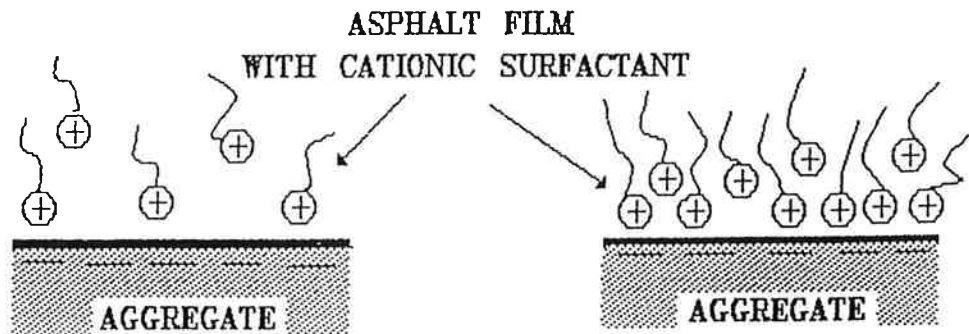 ASPHALT FILM
WITH CATIONIC SURFACTANT
+ + + + +
+ + + + + + + + + +
AGGREGATE
AGGREGATE